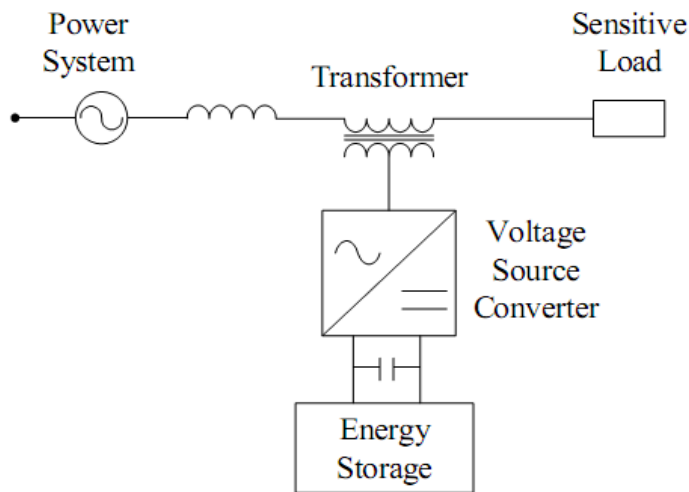 Power
System
Transformer
Sensitive
Load
Voltage
Source
Converter
Energy
Storage